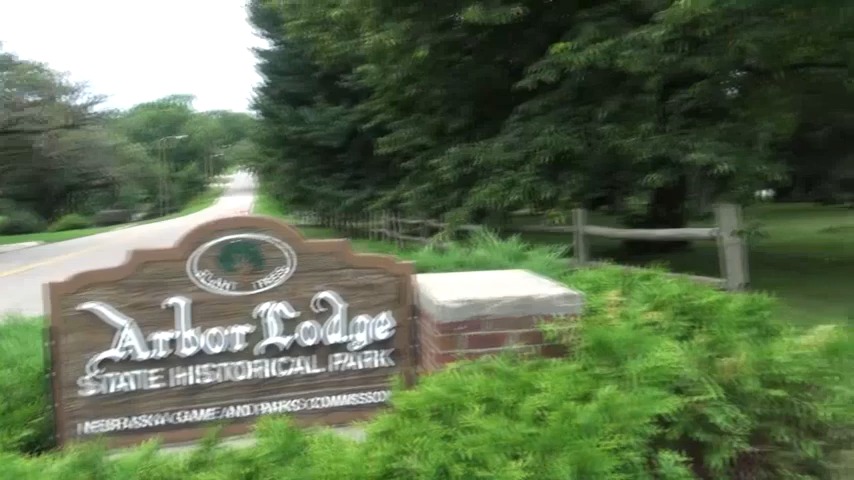 PLANT TREES
Arbor Lodge
STATE HISTORICAL PARK
NEBRASKA GAME AND PARKS COMMISSION